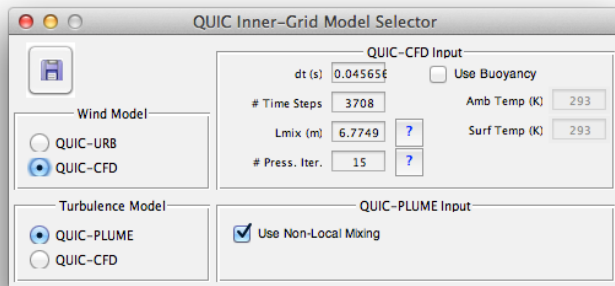 QUIC Inner-Grid Model Selector
QUIC-CFD Input
dt (s) 0.045656 Use Buoyancy
# Time Steps 3708 Amb Temp (K) 293
Wind Model
Lmix (m) 6.7749 ? Surf Temp (K) 293
QUIC-URB
# Press. Iter. 15 ?
QUIC-CFD
Turbulence Model
QUIC-PLUME Input
QUIC-PLUME
Use Non-Local Mixing
QUIC-CFD